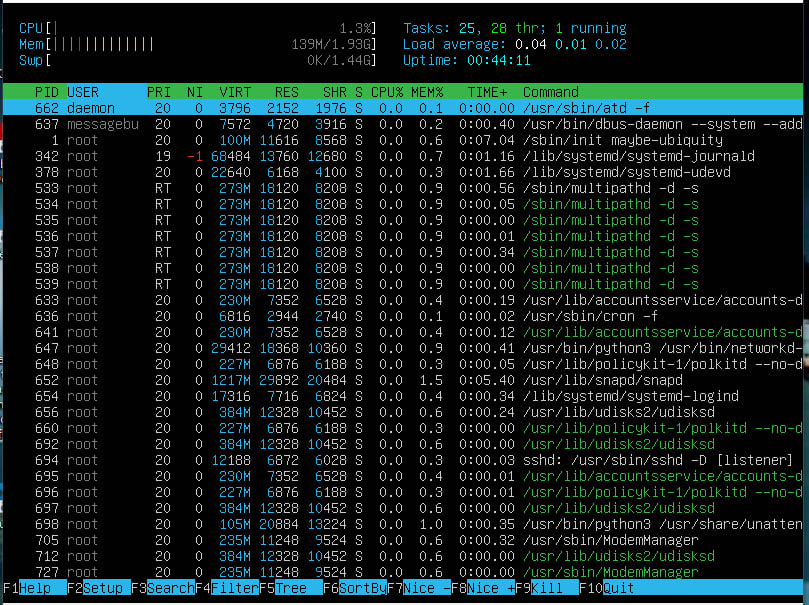 CPU[| 1.3%] Tasks: 25, 28 thr; 1 running
Mem[||||||||||||| 139M/1.93G] Load average: 0.04 0.01 0.02
Swp[ 0K/1.44G] Uptime: 00:44:11
PID USER PRI NI VIRT RES SHR S CPU% MEM% TIME+ Command
662 daemon 20 0 3796 2152 1976 S 0.0 0.1 0:00.00 /usr/sbin/atd -f
637 messagebu 20 0 7572 4720 3916 S 0.0 0.2 0:00.40 /usr/bin/dbus-daemon --system --add
1 root 20 0 100M 11616 8568 S 0.0 0.6 0:07.04 /sbin/init maybe-ubiquity
342 root 19 -1 68484 13760 12680 S 0.0 0.7 0:01.16 /lib/systemd/systemd-journald
378 root 20 0 22640 6168 4100 S 0.0 0.3 0:01.66 /lib/systemd/systemd-udevd
533 root RT 0 273M 18120 8208 S 0.0 0.9 0:00.56 /sbin/multipathd -d -s
534 root RT 0 273M 18120 8208 S 0.0 0.9 0:00.05 /sbin/multipathd -d -s
535 root RT 0 273M 18120 8208 S 0.0 0.9 0:00.00 /sbin/multipathd -d -s
536 root RT 0 273M 18120 8208 S 0.0 0.9 0:00.01 /sbin/multipathd -d -s
537 root RT 0 273M 18120 8208 S 0.0 0.9 0:00.34 /sbin/multipathd -d -s
538 root RT 0 273M 18120 8208 S 0.0 0.9 0:00.00 /sbin/multipathd -d -s
539 root RT 0 273M 18120 8208 S 0.0 0.9 0:00.00 /sbin/multipathd -d -s
633 root 20 0 230M 7352 6528 S 0.0 0.4 0:00.19 /usr/lib/accountsservice/accounts-d
636 root 20 0 6816 2944 2740 S 0.0 0.1 0:00.02 /usr/sbin/cron -f
641 root 20 0 230M 7352 6528 S 0.0 0.4 0:00.12 /usr/lib/accountsservice/accounts-d
647 root 20 0 29412 18368 10360 S 0.0 0.9 0:00.41 /usr/bin/python3 /usr/bin/networkd-
648 root 20 0 227M 6876 6188 S 0.0 0.3 0:00.05 /usr/lib/policykit-1/polkitd --no-d
652 root 20 0 1217M 29892 20484 S 0.0 1.5 0:05.40 /usr/lib/snapd/snapd
654 root 20 0 17316 7716 6824 S 0.0 0.4 0:00.34 /lib/systemd/systemd-logind
656 root 20 0 384M 12328 10452 S 0.0 0.6 0:00.24 /usr/lib/udisks2/udisksd
660 root 20 0 227M 6876 6188 S 0.0 0.3 0:00.00 /usr/lib/policykit-1/polkitd --no-d
692 root 20 0 384M 12328 10452 S 0.0 0.6 0:00.00 /usr/lib/udisks2/udisksd
694 root 20 0 12188 6872 6028 S 0.0 0.3 0:00.03 sshd: /usr/sbin/sshd -D [listener]
695 root 20 0 230M 7352 6528 S 0.0 0.4 0:00.01 /usr/lib/accountsservice/accounts-d
696 root 20 0 227M 6876 6188 S 0.0 0.3 0:00.01 /usr/lib/policykit-1/polkitd --no-d
697 root 20 0 384M 12328 10452 S 0.0 0.6 0:00.00 /usr/lib/udisks2/udisksd
698 root 20 0 105M 20884 13224 S 0.0 1.0 0:00.35 /usr/bin/python3 /usr/share/unatten
705 root 20 0 235M 11248 9524 S 0.0 0.6 0:00.32 /usr/sbin/ModemManager
712 root 20 0 384M 12328 10452 S 0.0 0.6 0:00.00 /usr/lib/udisks2/udisksd
727 root 20 0 235M 11248 9524 S 0.0 0.6 0:00.00 /usr/sbin/ModemManager
F1Help F2Setup F3SearchF4FilterF5Tree F6SortByF7Nice -F8Nice +F9Kill F10Quit